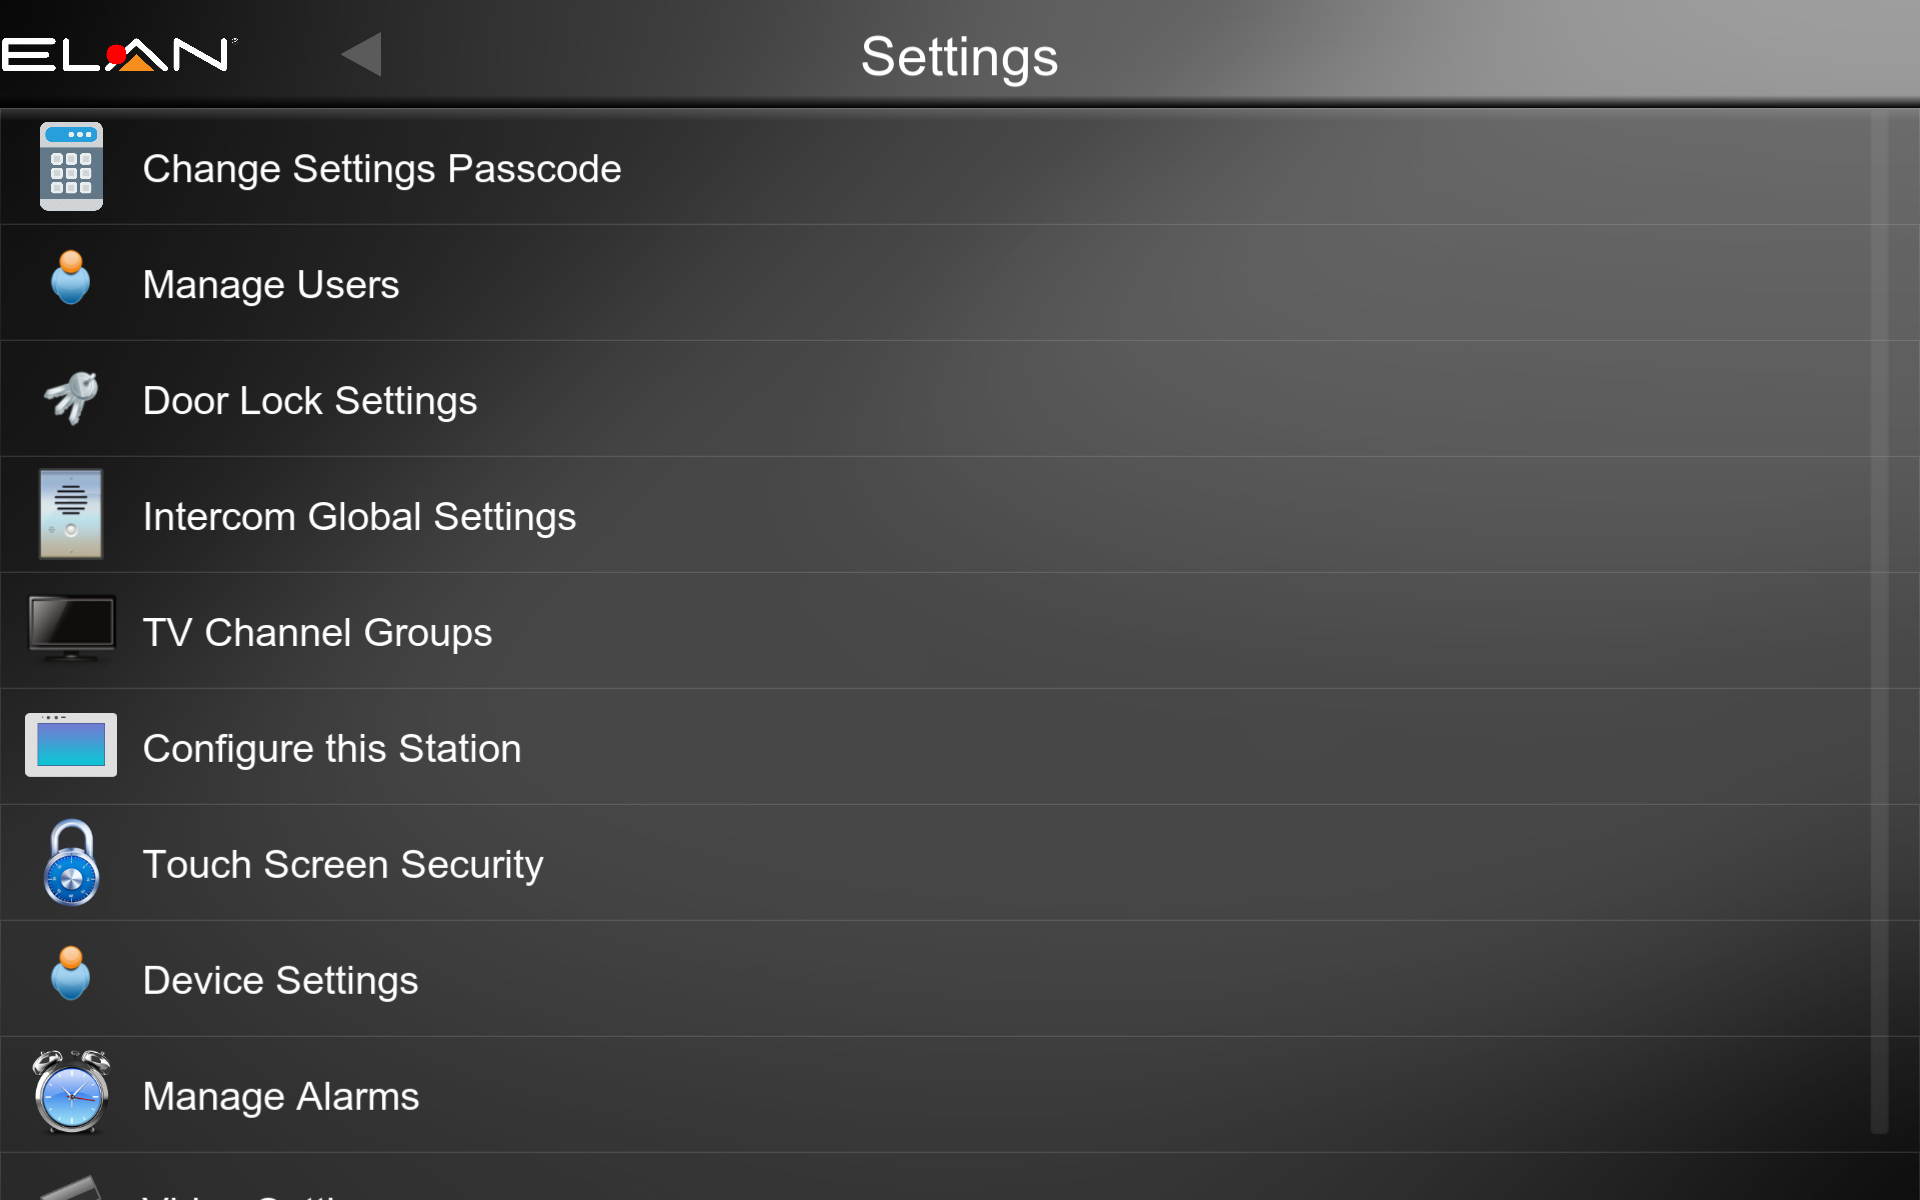 ELAN
Settings
Change Settings Passcode
Manage Users
Door Lock Settings
Intercom Global Settings
TV Channel Groups
Configure this Station
Touch Screen Security
Device Settings
Manage Alarms